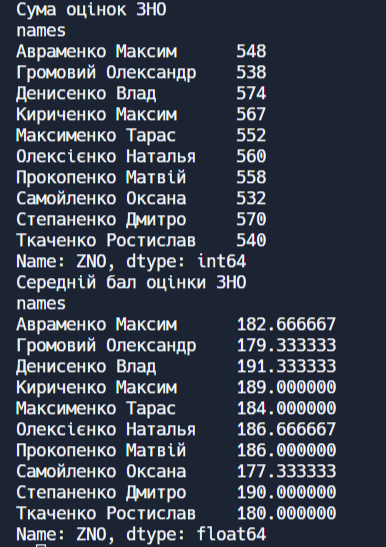 Сума оцінок ЗНО
names
Авраменко Максим 548
Громовий Олександр 538
Денисенко Влад 574
Кириченко Максим 567
Максименко Тарас 552
Олексієнко Наталья 560
Прокопенко Матвій 558
Самойленко Оксана 532
Степаненко Дмитро 570
Ткаченко Ростислав 540
Name: ZNO, dtype: int64
Середній бал оцінки ЗНО
names
Авраменко Максим 182.666667
Громовий Олександр 179.333333
Денисенко Влад 191.333333
Кириченко Максим 189.000000
Максименко Тарас 184.000000
Олексієнко Наталья 186.666667
Прокопенко Матвій 186.000000
Самойленко Оксана 177.333333
Степаненко Дмитро 190.000000
Ткаченко Ростислав 180.000000
Name: ZNO, dtype: float64